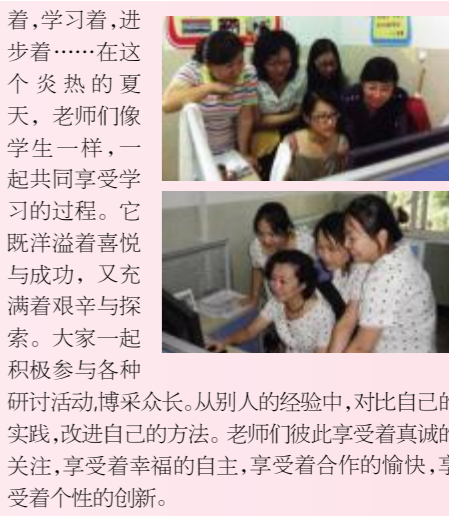 着,学习着,进
步着……在这
个炎热的夏
天，老师们像
学生一样,一
起共同享受学
习的过程。它
既洋溢着喜悦
与成功，又充
满着艰辛与探
索。大家一起
积极参与各种
研讨活动,博采众长。从别人的经验中,对比自己的
实践,改进自己的方法。老师们彼此享受着真诚的
关注,享受着幸福的自主,享受着合作的愉快,享
受着个性的创新。